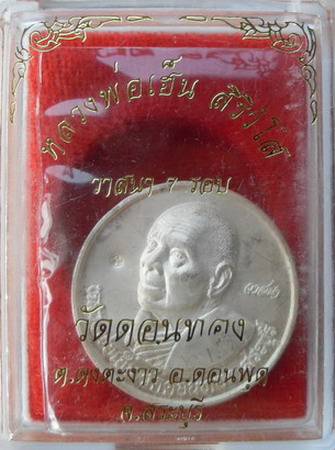 หลวงพ่อเฮ็น สิริวํโส
วาสนา ๗ รอบ
วัดดอนทอง
ต.ดงตะงาว อ.ดอนพุด
จ.สระบุรี